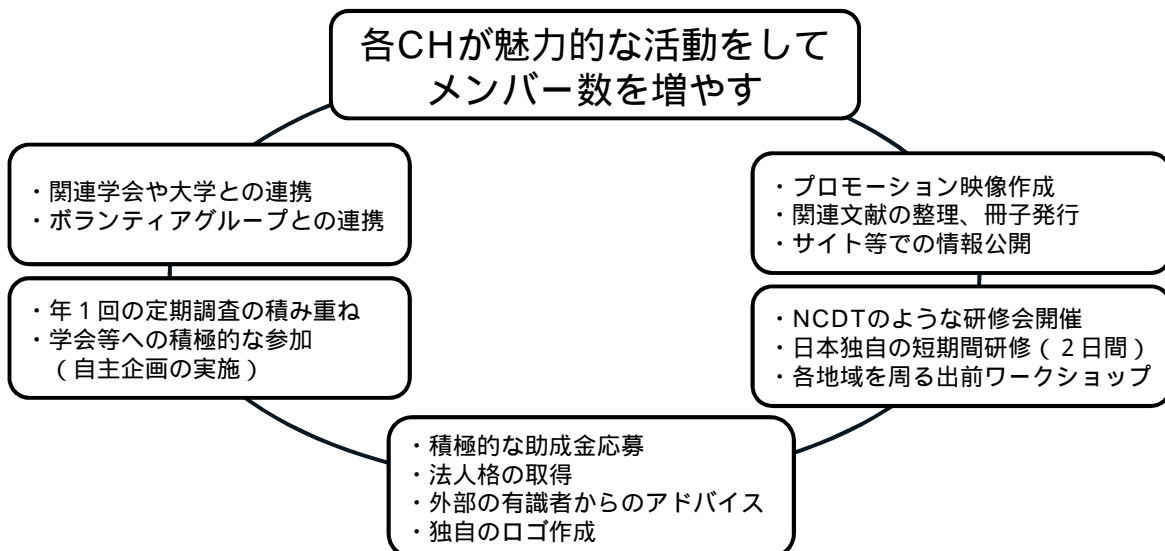 各CHが魅力的な活動をして
メンバー数を増やす
・関連学会や大学との連携
・ボランティアグループとの連携
・プロモーション映像作成
・関連文献の整理、冊子発行
・サイト等での情報公開
・年1回の定期調査の積み重ね
・学会等への積極的な参加
(自主企画の実施)
・NCDTのような研修会開催
・日本独自の短期間研修(2日間)
・各地域を周る出前ワークショップ
・積極的な助成金応募
・法人格の取得
・外部の有識者からのアドバイス
・独自のロゴ作成